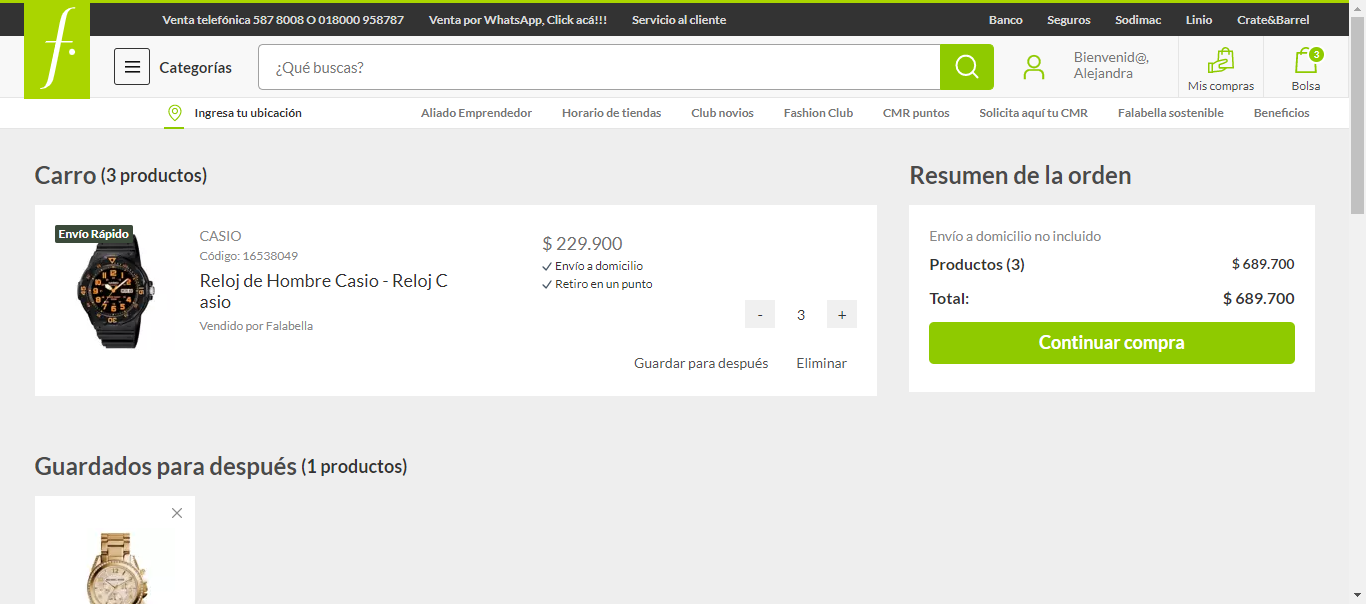 Venta telefónica 587 8008 O 018000 958787 Venta por WhatsApp, Click acá!!! Servicio al cliente Banco Seguros Sodimac Linio Crate&Barrel
f.
Categorías
¿Qué buscas?
Bienvenid@,
Alejandra
Mis compras
3
Bolsa
Ingresa tu ubicación
Aliado Emprendedor Horario de tiendas Club novios Fashion Club CMR puntos Solicita aquí tu CMR Falabella sostenible Beneficios
Carro (3 productos)
Envío Rápido
CASIO
Código: 16538049
Reloj de Hombre Casio - Reloj C
asio
Vendido por Falabella
$ 229.900
Envío a domicilio
Retiro en un punto
- 3 +
Guardar para después Eliminar
Resumen de la orden
Envío a domicilio no incluido
Productos (3) $ 689.700
Total: $ 689.700
Continuar compra
Guardados para después (1 productos)